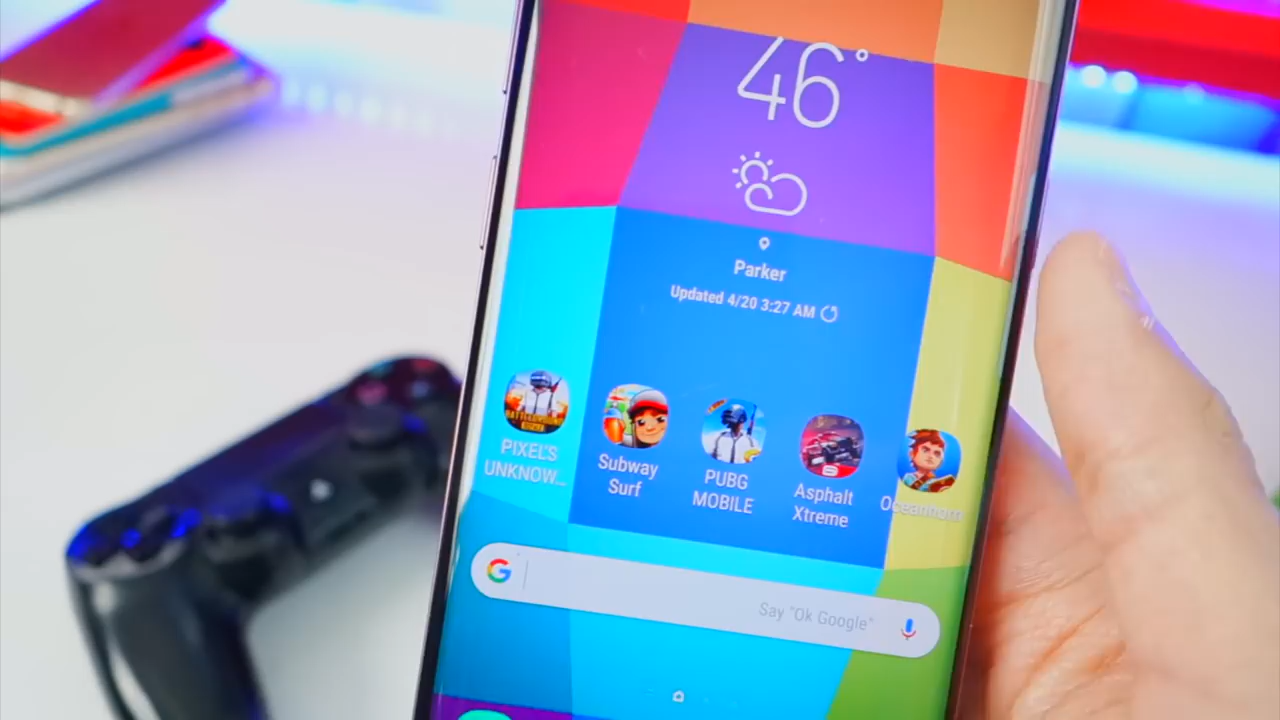 46°
Parker
Updated 4/20 3:27 AM
PIXEL'S
UNKNOW...
Subway
Surf
PUBG
MOBILE
Asphalt
Xtreme
Oceanhorn
G
Say "Ok Google"